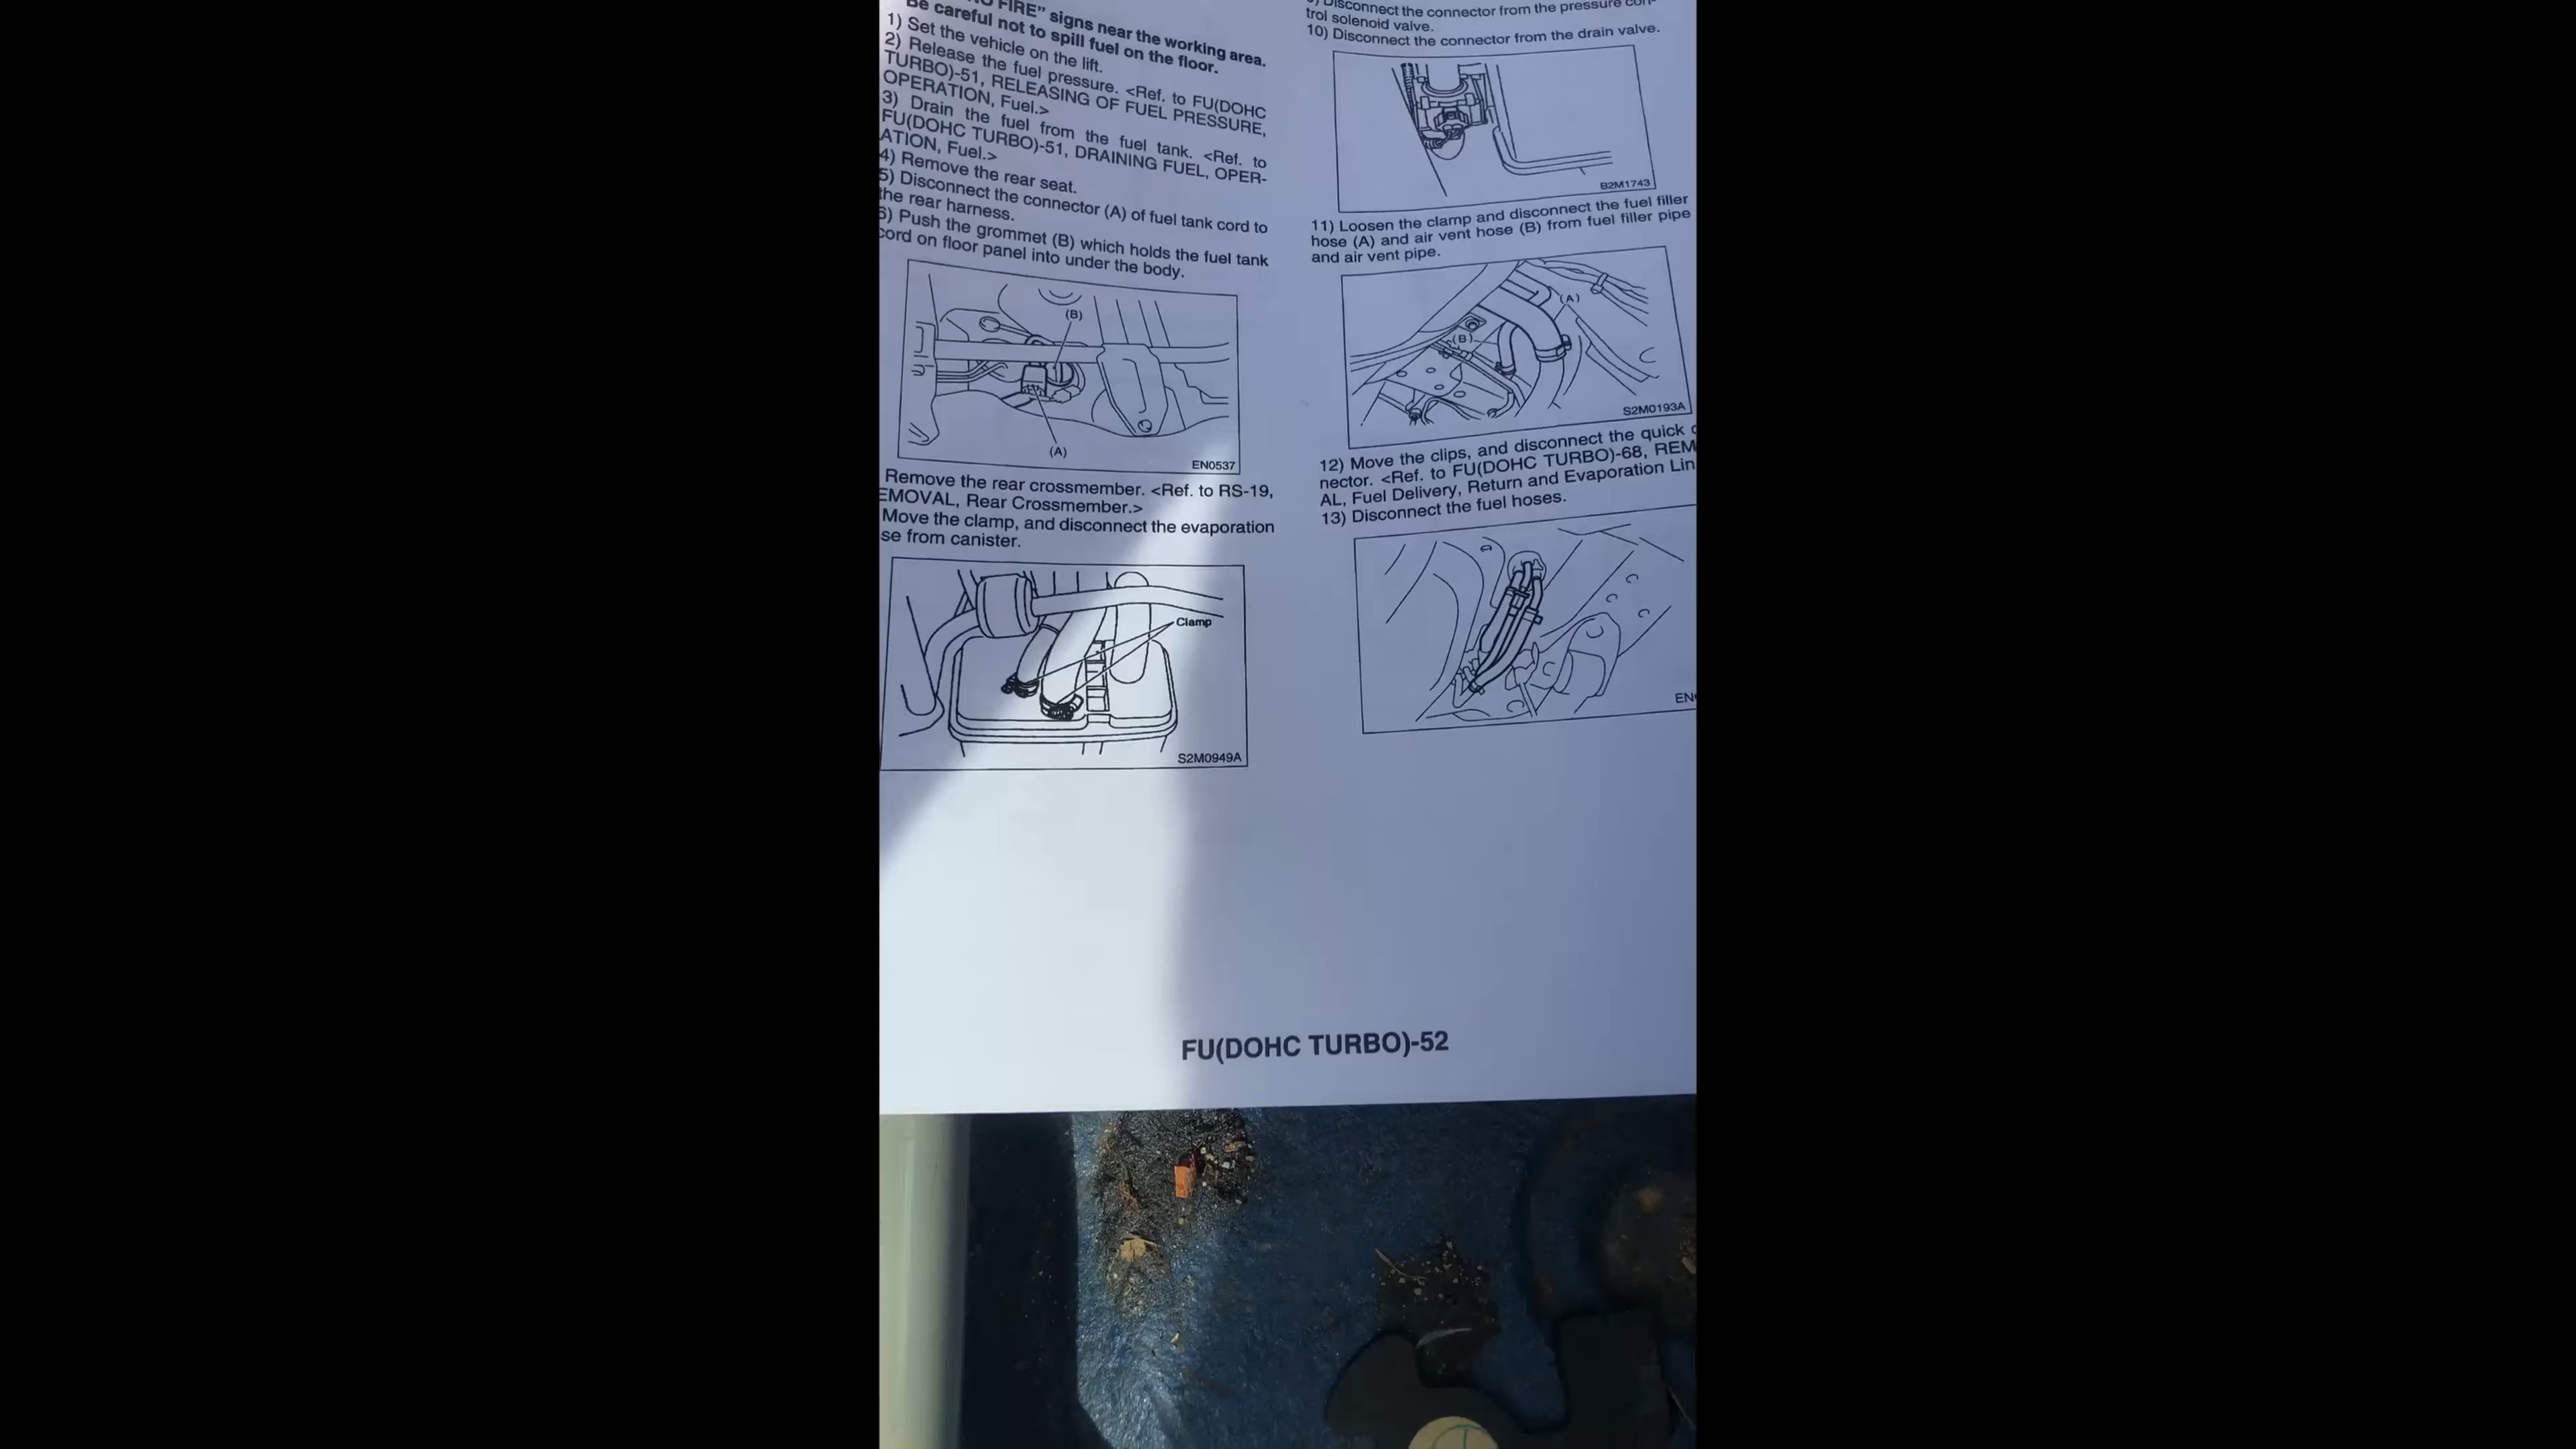 FIRE" signs near the working area.
Be careful not to spill fuel on the floor.
1) Set the vehicle on the lift.
2) Release the fuel pressure. <Ref. to FU(DOHC
TURBO)-51, RELEASING OF FUEL PRESSURE,
OPERATION, Fuel.>
3) Drain the fuel from the fuel tank. <Ref. to
FU(DOHC TURBO)-51, DRAINING FUEL, OPER-
ATION, Fuel.>
4) Remove the rear seat.
5) Disconnect the connector (A) of fuel tank cord to
the rear harness.
6) Push the grommet (B) which holds the fuel tank
cord on floor panel into under the body.
(B)
(A)
EN0537
Remove the rear crossmember. <Ref. to RS-19,
EMOVAL, Rear Crossmember.>
Move the clamp, and disconnect the evaporation
se from canister.
Clamp
S2M0949A
Disconnect the connector from the pressure con-
trol solenoid valve.
10) Disconnect the connector from the drain valve.
B2M1743
11) Loosen the clamp and disconnect the fuel filler
hose (A) and air vent hose (B) from fuel filler pipe
and air vent pipe.
(A)
(B)
S2M0193A
12) Move the clips, and disconnect the quick c
nector. <Ref. to FU(DOHC TURBO)-68, REM
AL, Fuel Delivery, Return and Evaporation Lin
13) Disconnect the fuel hoses.
EN
FU(DOHC TURBO)-52